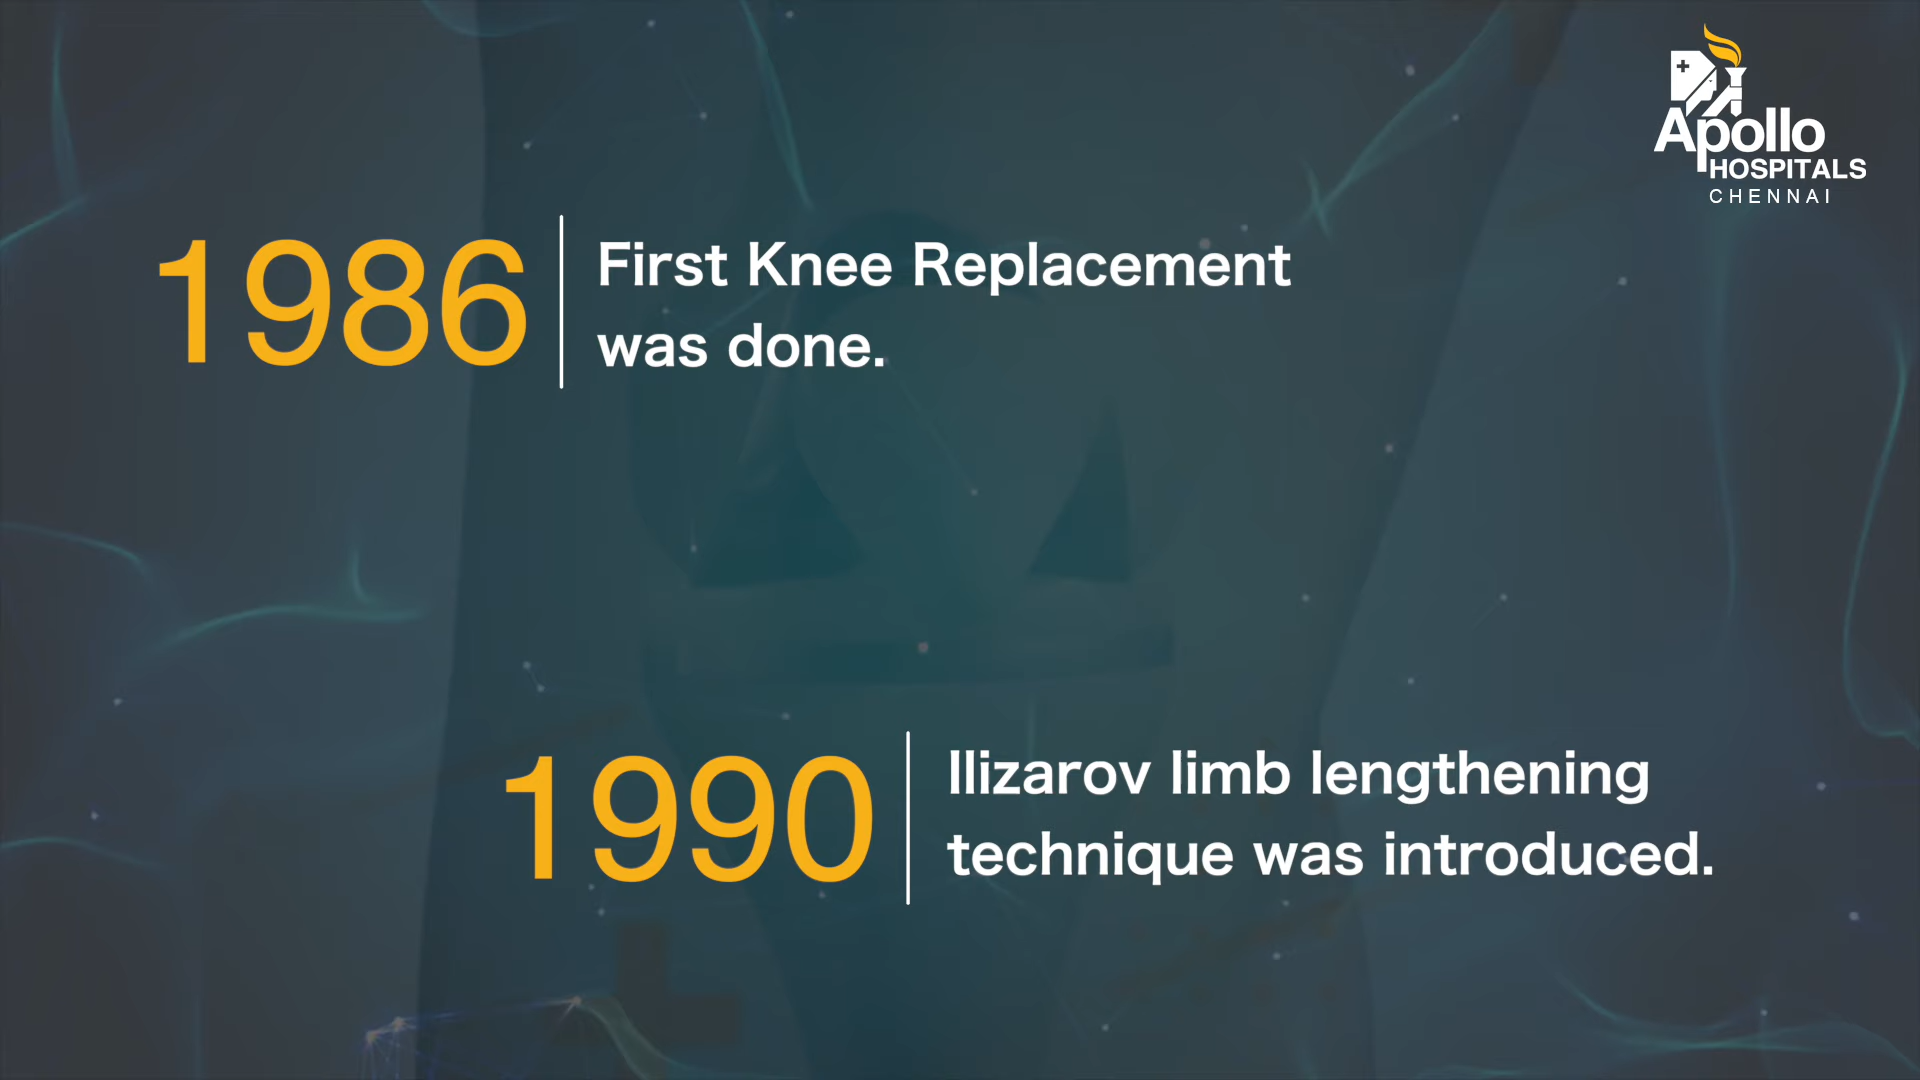 Apollo
HOSPITALS
CHENNAI
1986
First Knee Replacement
was done.
1990
Ilizarov limb lengthening
technique was introduced.